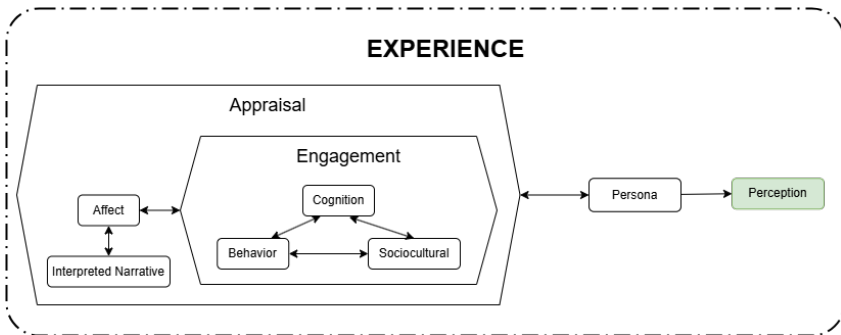 EXPERIENCE
Appraisal
Engagement
Cognition
Affect
Behavior
Sociocultural
Interpreted Narrative
Persona
Perception